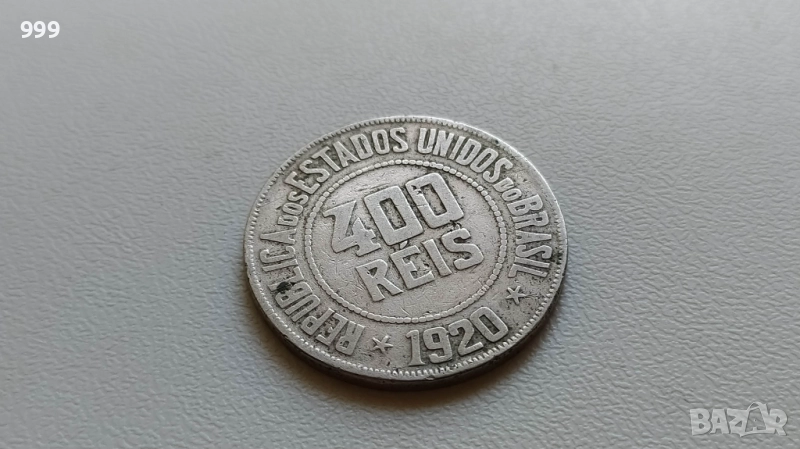 999
REPUBLICA DOS ESTADOS UNIDOS DO BRASIL
400
RÉIS
★ 1920 ★
BAZAR